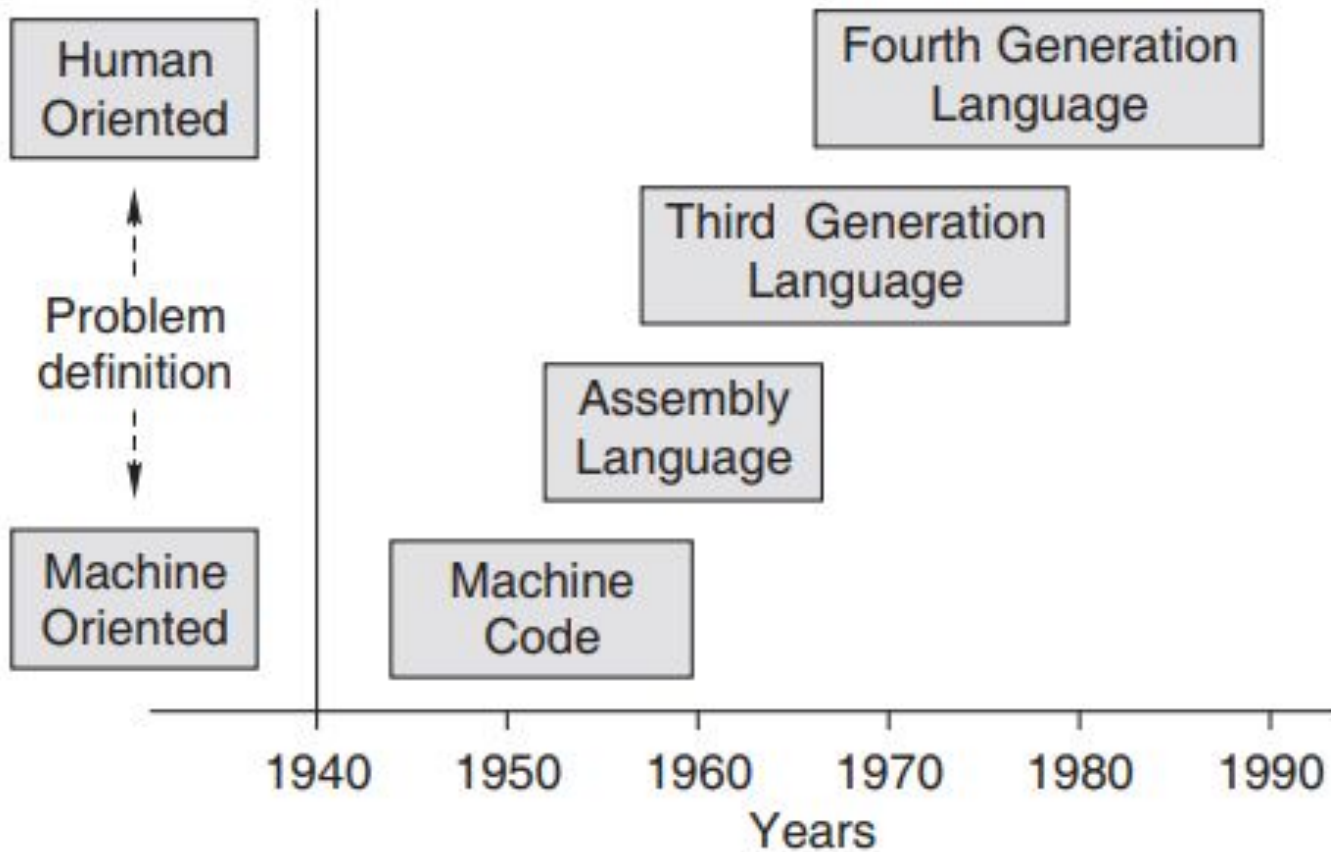 Human
Oriented
Fourth Generation
Language
Third Generation
Language
Problem
definition
Assembly
Language
Machine
Oriented
Machine
Code
1940
1950
1960
1970
1980
1990
Years